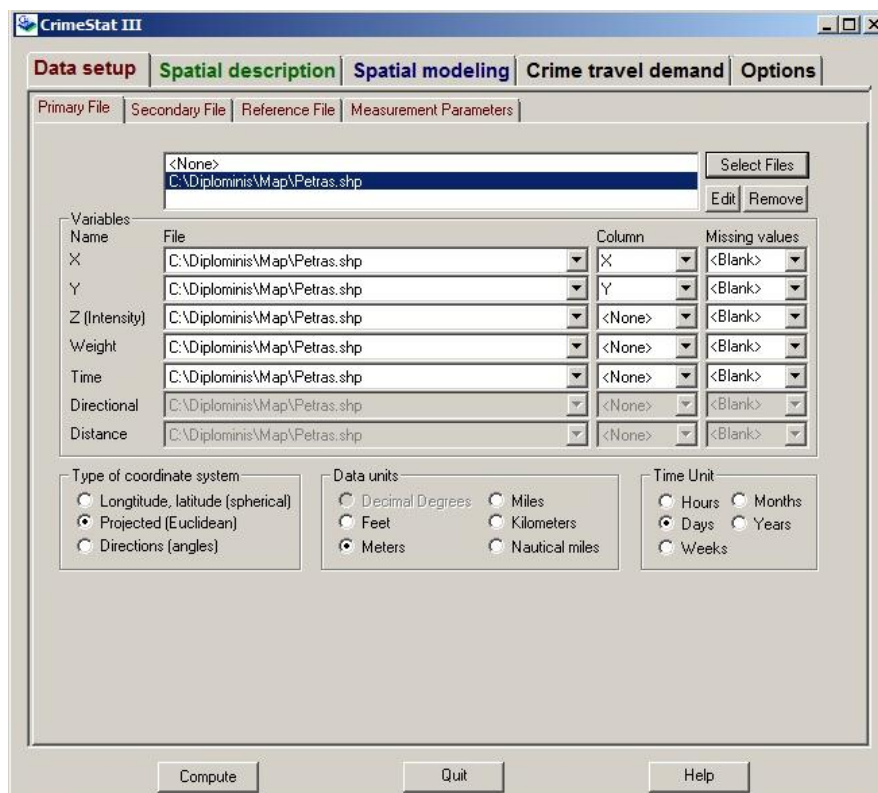 CrimeStat III
Data setup Spatial description Spatial modeling Crime travel demand Options
Primary File Secondary File Reference File Measurement Parameters
<None>
C:\Diplominis\Map\Petras.shp
Select Files
Edit Remove
Variables
Name File Column Missing values
X C:\Diplominis\Map\Petras.shp X <Blank>
Y C:\Diplominis\Map\Petras.shp Y <Blank>
Z (Intensity) C:\Diplominis\Map\Petras.shp <None> <Blank>
Weight C:\Diplominis\Map\Petras.shp <None> <Blank>
Time C:\Diplominis\Map\Petras.shp <None> <Blank>
Directional C:\Diplominis\Map\Petras.shp <None> <Blank>
Distance C:\Diplominis\Map\Petras.shp <None> <Blank>
Type of coordinate system
Longtitude, latitude (spherical)
Projected (Euclidean)
Directions (angles)
Data units
Decimal Degrees Miles
Feet Kilometers
Meters Nautical miles
Time Unit
Hours Months
Days Years
Weeks
Compute Quit Help